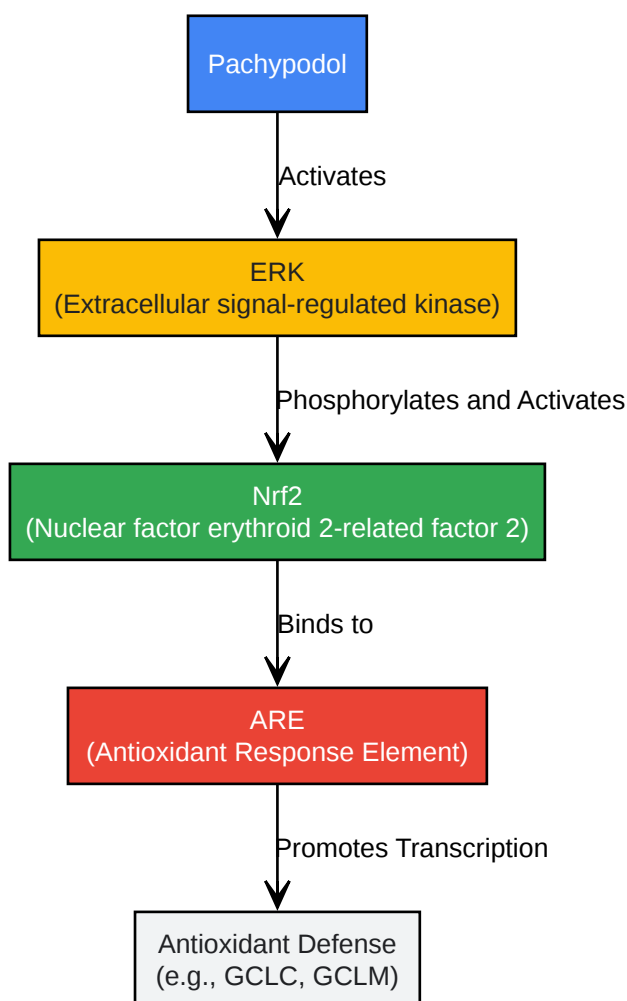 Pachypodol
Activates
ERK
(Extracellular signal-regulated kinase)
Phosphorylates and Activates
Nrf2
(Nuclear factor erythroid 2-related factor 2)
Binds to
ARE
(Antioxidant Response Element)
Promotes Transcription
Antioxidant Defense
(e.g., GCLC, GCLM)